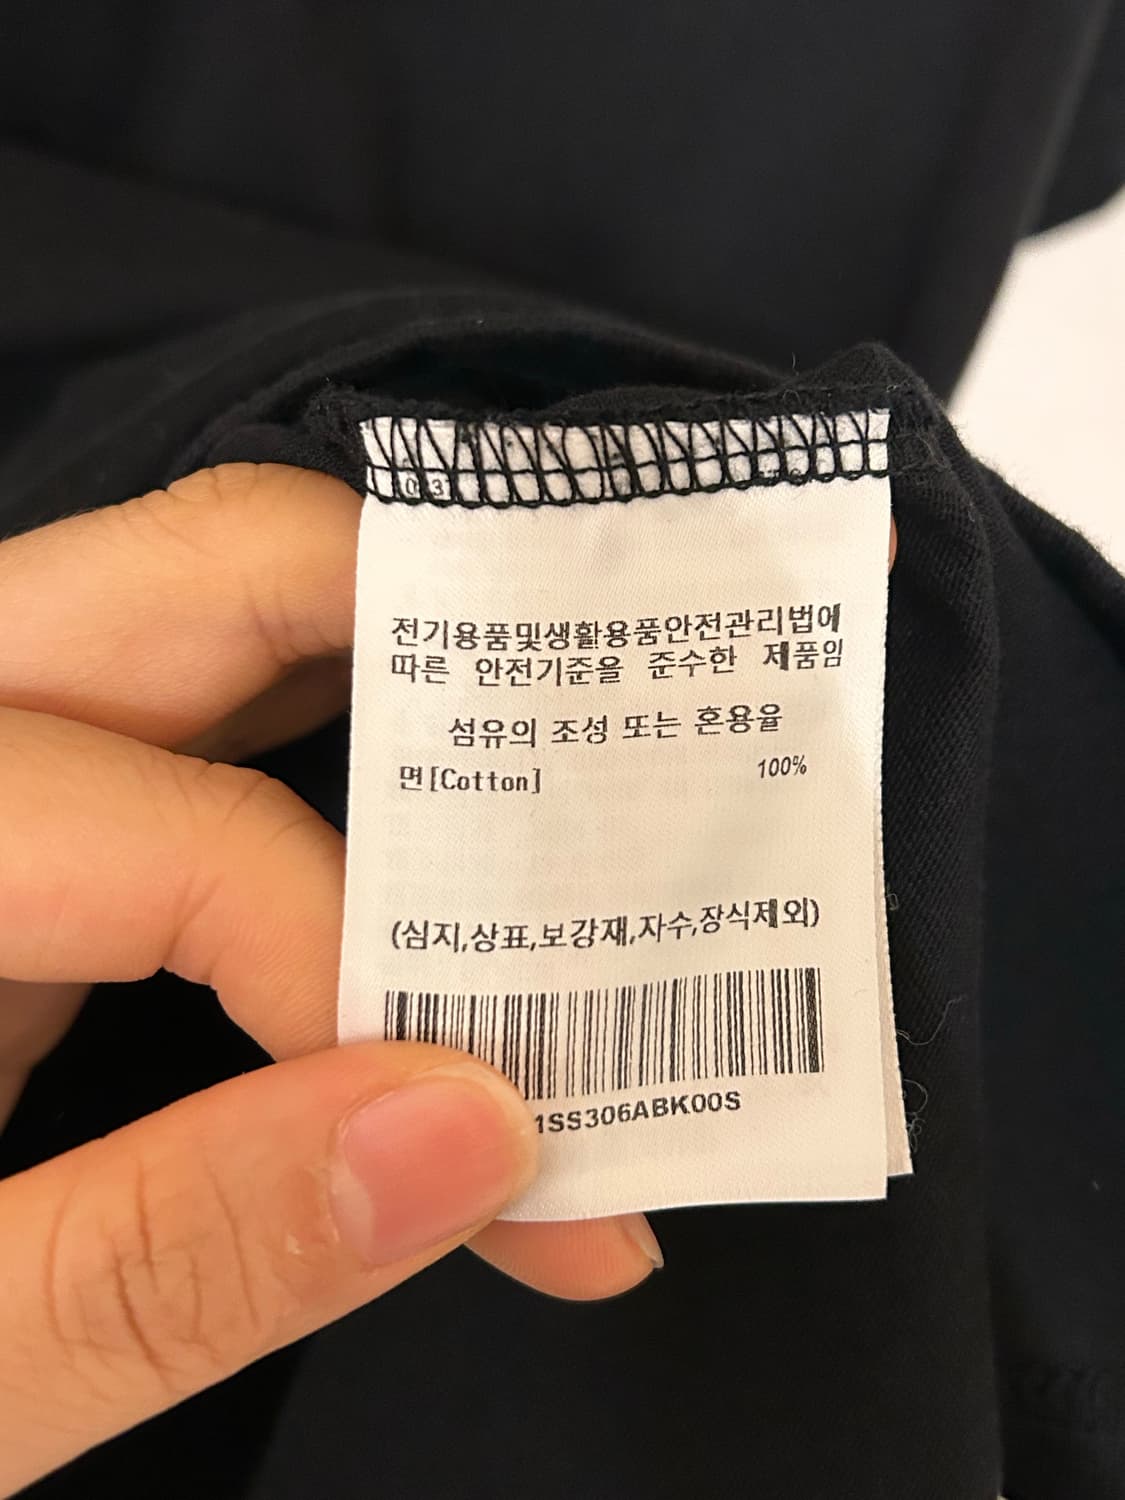 전기용품및생활용품안전관리법에
따른 안전기준을 준수한 제품임
섬유의 조성 또는 혼용율
면[Cotton] 100%
(심지,상표,보강재,자수,장식제외)
1SS306ABK00S